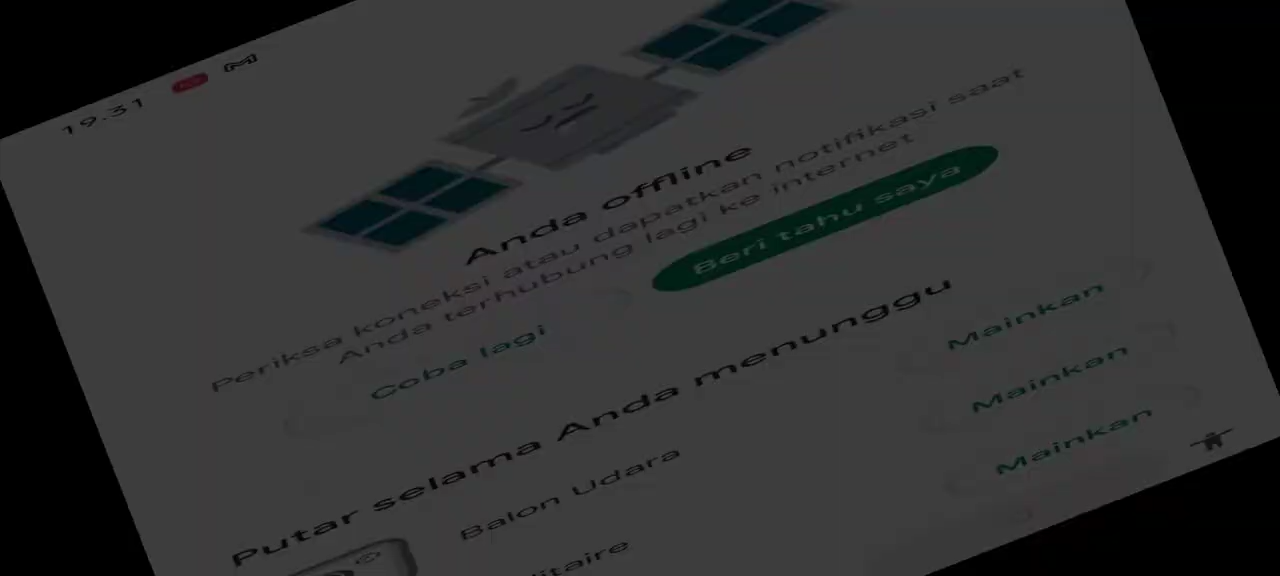 19.31
Anda offline
Periksa koneksi atau dapatkan notifikasi saat
Anda terhubung lagi ke internet
Coba lagi
Beri tahu saya
Putar selama Anda menunggu
Balon Udara
Mainkan
Mainkan
Mainkan